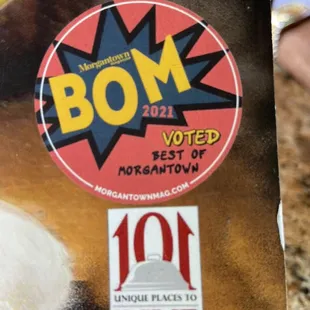 Morgantown
BOM
2021
VOTED
BEST OF
MORGANTOWN
MORGANTOWNMAG.COM
101
UNIQUE PLACES TO